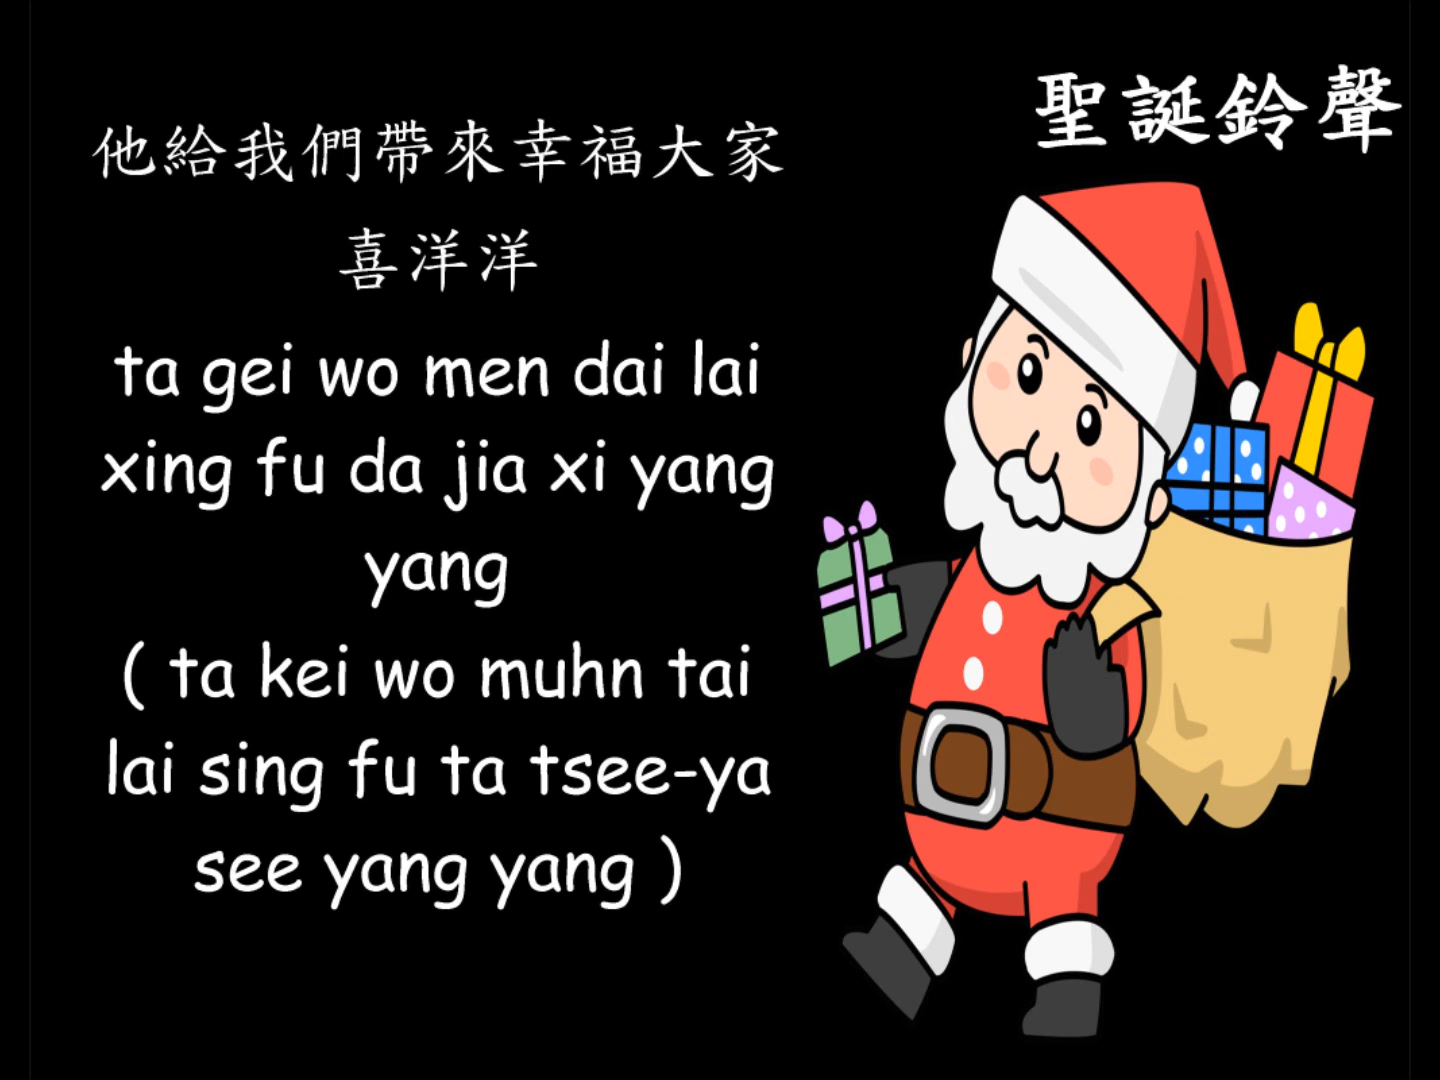 聖誕鈴聲
他給我們帶來幸福大家
喜洋洋
ta gei wo men dai lai
xing fu da jia xi yang
yang
( ta kei wo muhn tai
lai sing fu ta tsee-ya
see yang yang )